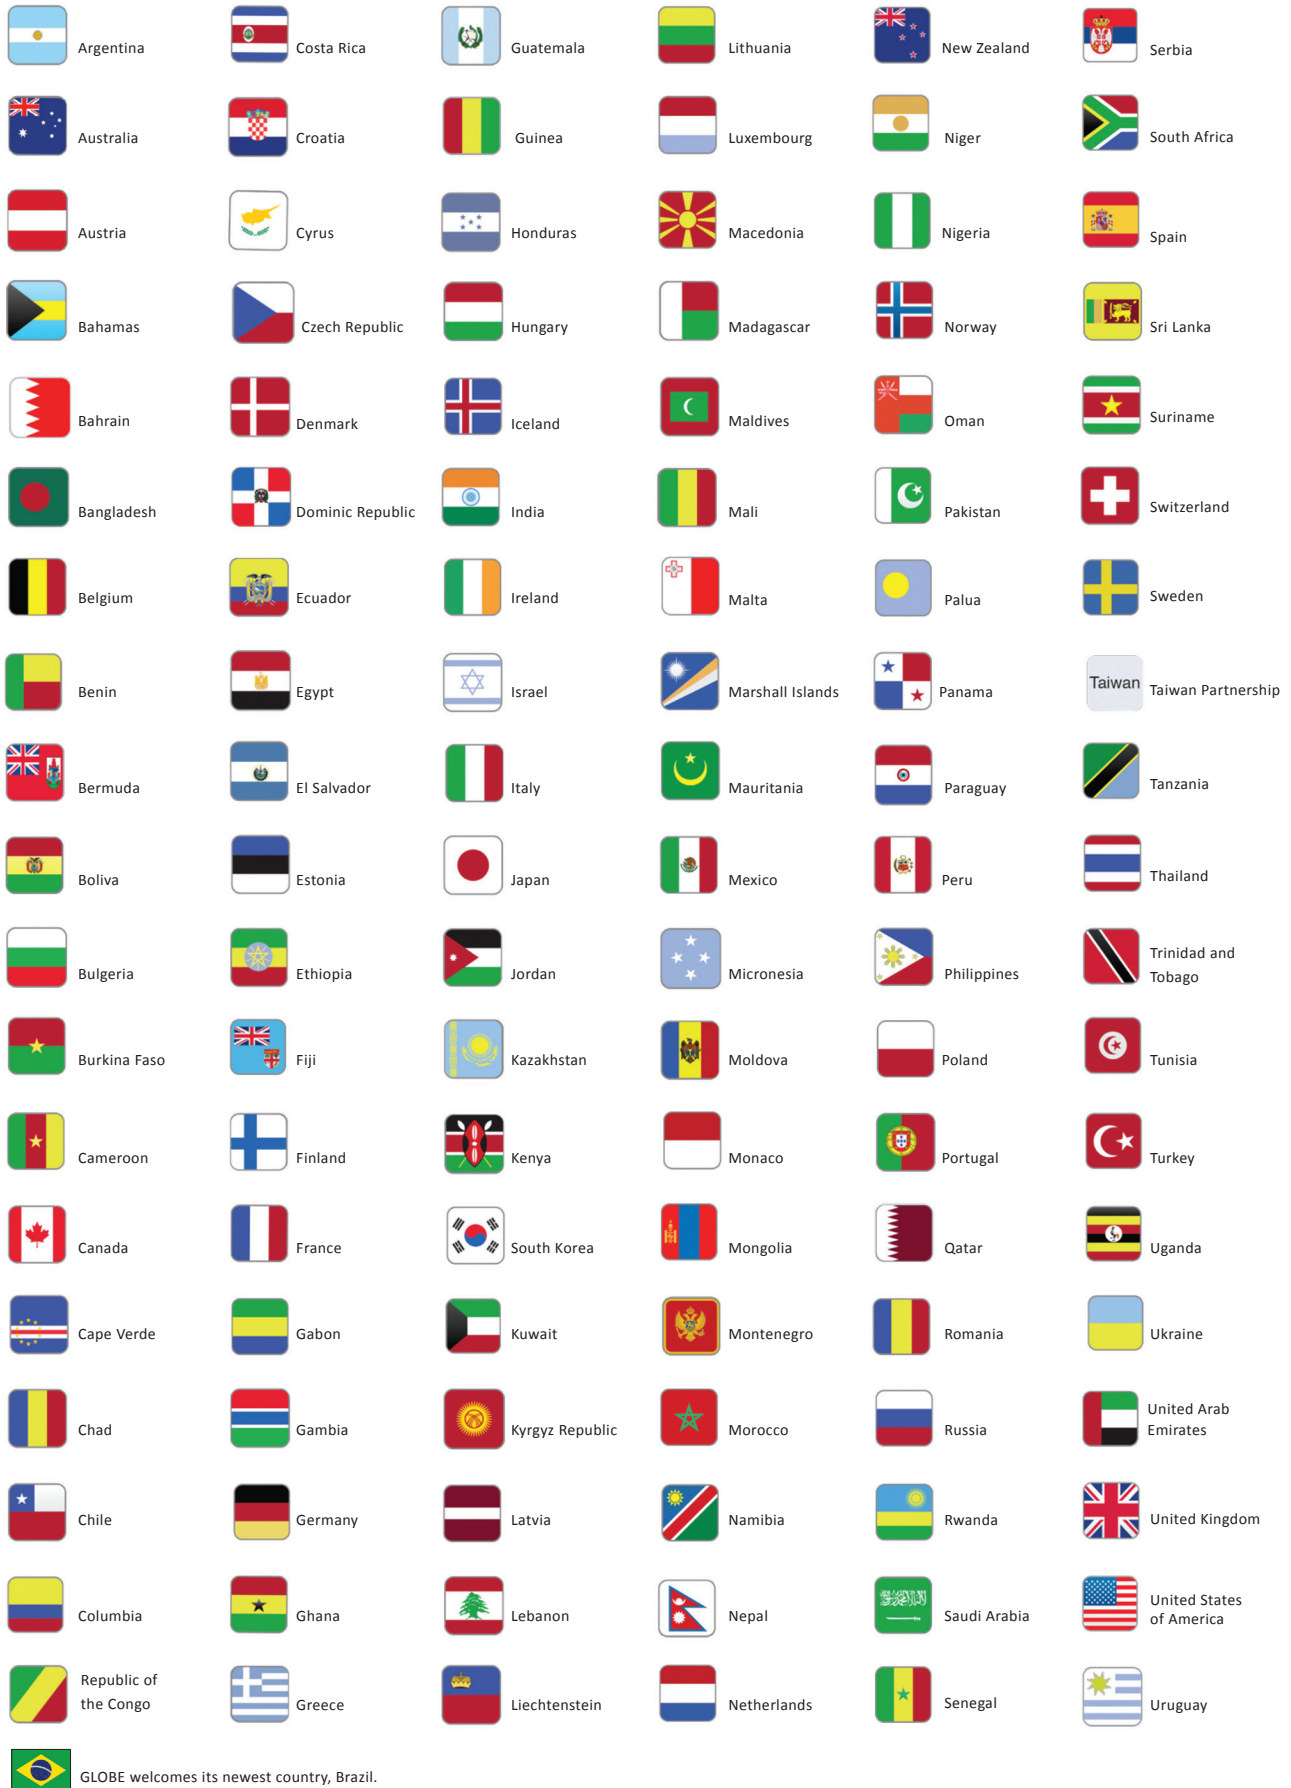 Argentina
Australia
Austria
Bahamas
Bahrain
Bangladesh
Belgium
Benin
Bermuda
Boliva
Bulgeria
Burkina Faso
Cameroon
Canada
Cape Verde
Chad
Chile
Columbia
Republic of
the Congo
Costa Rica
Croatia
Cyrus
Czech Republic
Denmark
Dominic Republic
Ecuador
Egypt
El Salvador
Estonia
Ethiopia
Fiji
Finland
France
Gabon
Gambia
Germany
Ghana
Greece
Guatemala
Guinea
Honduras
Hungary
Iceland
India
Ireland
Israel
Italy
Japan
Jordan
Kazakhstan
Kenya
South Korea
Kuwait
Kyrgyz Republic
Latvia
Lebanon
Liechtenstein
Lithuania
Luxembourg
Macedonia
Madagascar
Maldives
Mali
Malta
Marshall Islands
Mauritania
Mexico
Micronesia
Moldova
Monaco
Mongolia
Montenegro
Morocco
Namibia
Nepal
Netherlands
New Zealand
Niger
Nigeria
Norway
Oman
Pakistan
Palua
Panama
Paraguay
Peru
Philippines
Poland
Portugal
Qatar
Romania
Russia
Rwanda
Saudi Arabia
Senegal
Serbia
South Africa
Spain
Sri Lanka
Suriname
Switzerland
Sweden
Taiwan
Taiwan Partnership
Tanzania
Thailand
Trinidad and
Tobago
Tunisia
Turkey
Uganda
Ukraine
United Arab
Emirates
United Kingdom
United States
of America
Uruguay
GLOBE welcomes its newest country, Brazil.